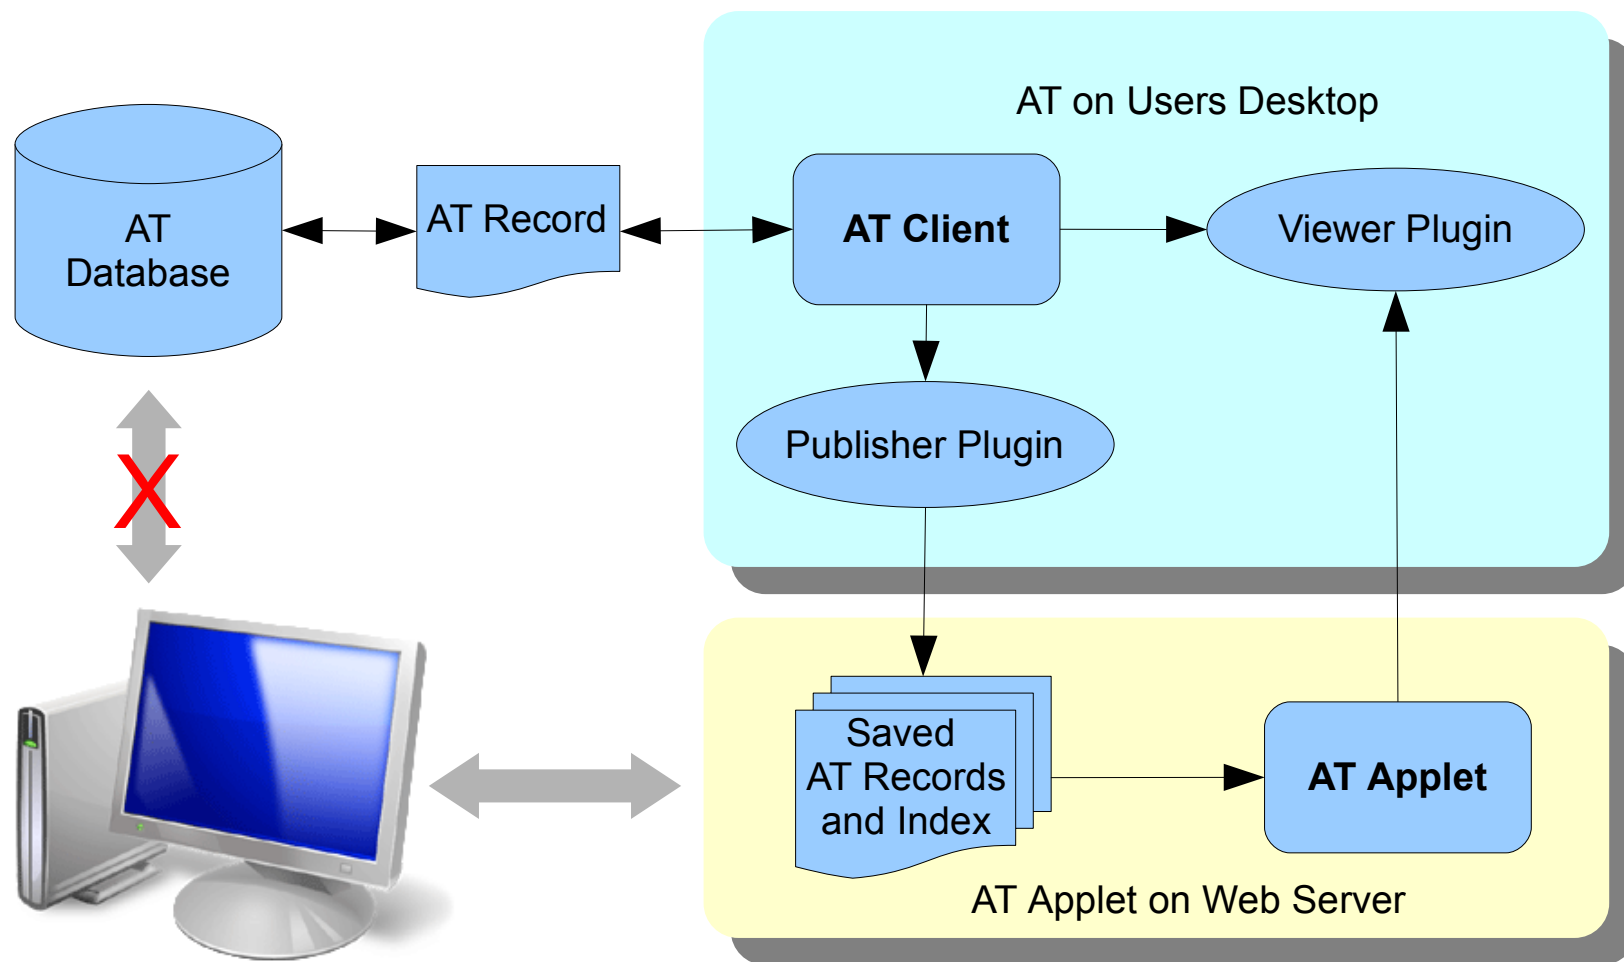 AT on Users Desktop
AT
Database
AT Record
AT Client
Viewer Plugin
Publisher Plugin
X
Saved
AT Records
and Index
AT Applet
AT Applet on Web Server